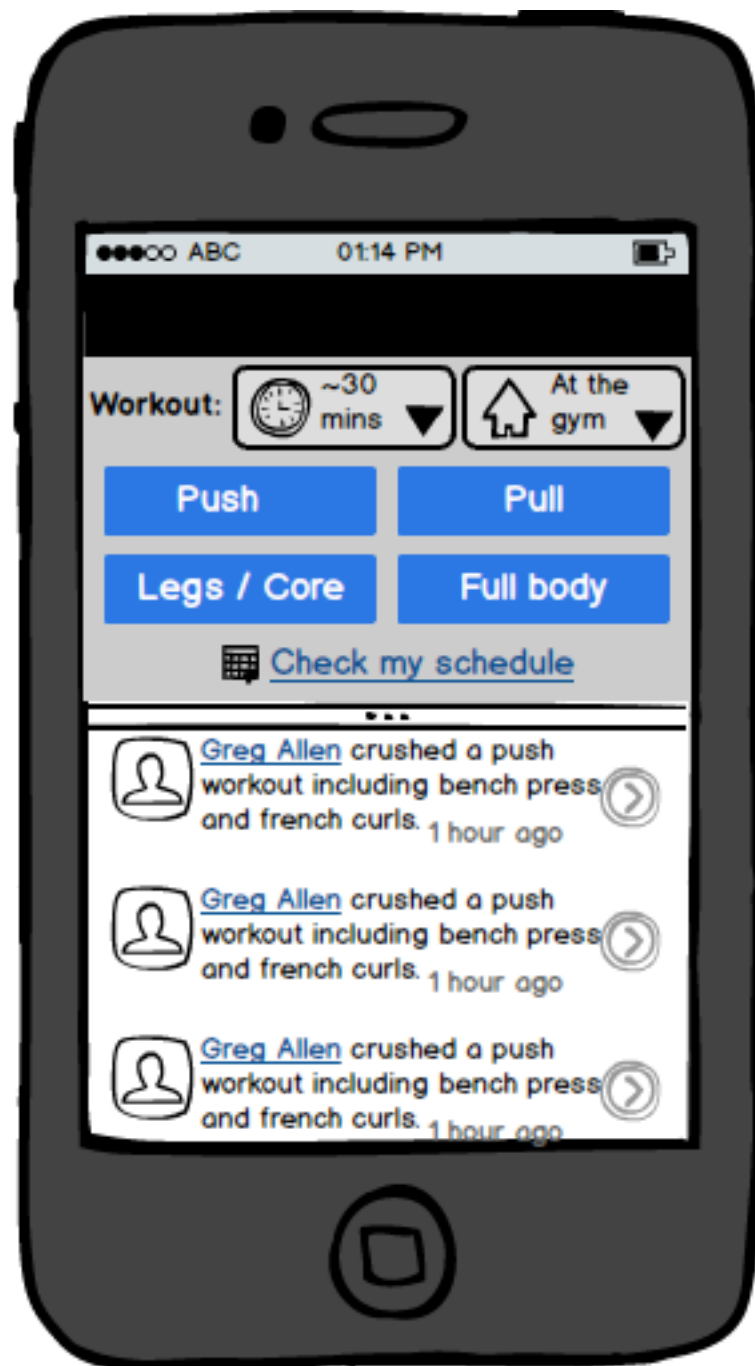 ABC 01:14 PM
Workout:
~30
mins
At the
gym
Push Pull
Legs / Core Full body
Check my schedule
...
Greg Allen crushed a push
workout including bench press
and french curls. 1 hour ago
Greg Allen crushed a push
workout including bench press
and french curls. 1 hour ago
Greg Allen crushed a push
workout including bench press
and french curls. 1 hour ago